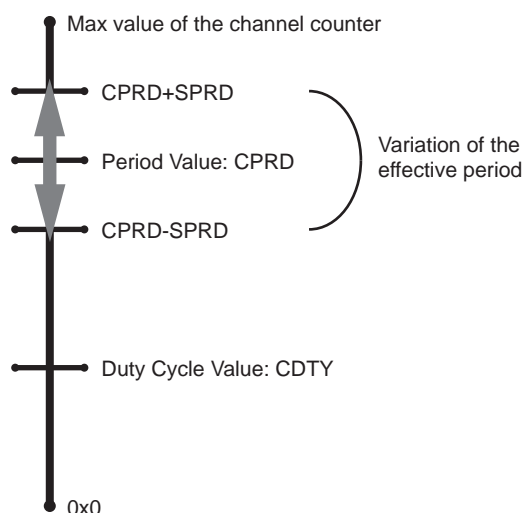 Max value of the channel counter
CPRD+SPRD
Variation of the
effective period
Period Value: CPRD
CPRD-SPRD
Duty Cycle Value: CDTY
0x0